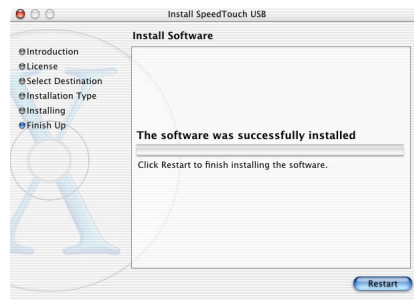 Install SpeedTouch USB
Install Software
Introduction
License
Select Destination
Installation Type
Installing
Finish Up
The software was successfully installed
Click Restart to finish installing the software.
Restart